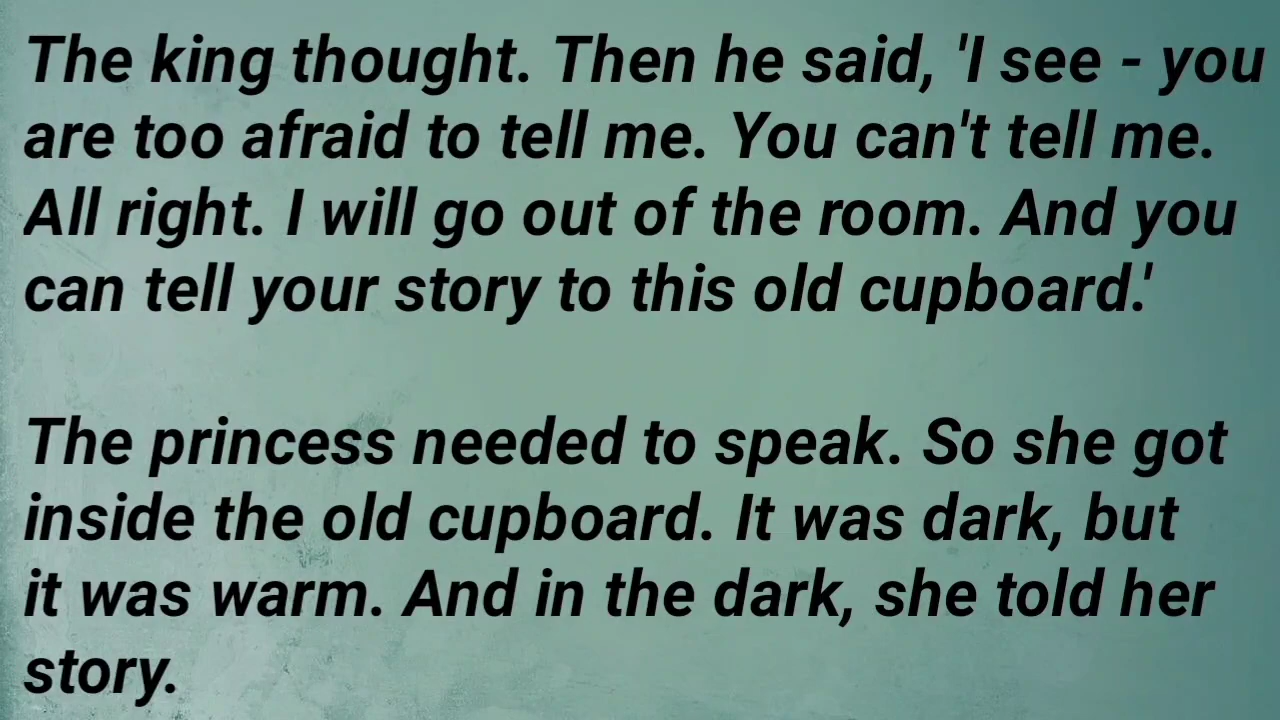 The king thought. Then he said, 'I see - you
are too afraid to tell me. You can't tell me.
All right. I will go out of the room. And you
can tell your story to this old cupboard.'
The princess needed to speak. So she got
inside the old cupboard. It was dark, but
it was warm. And in the dark, she told her
story.